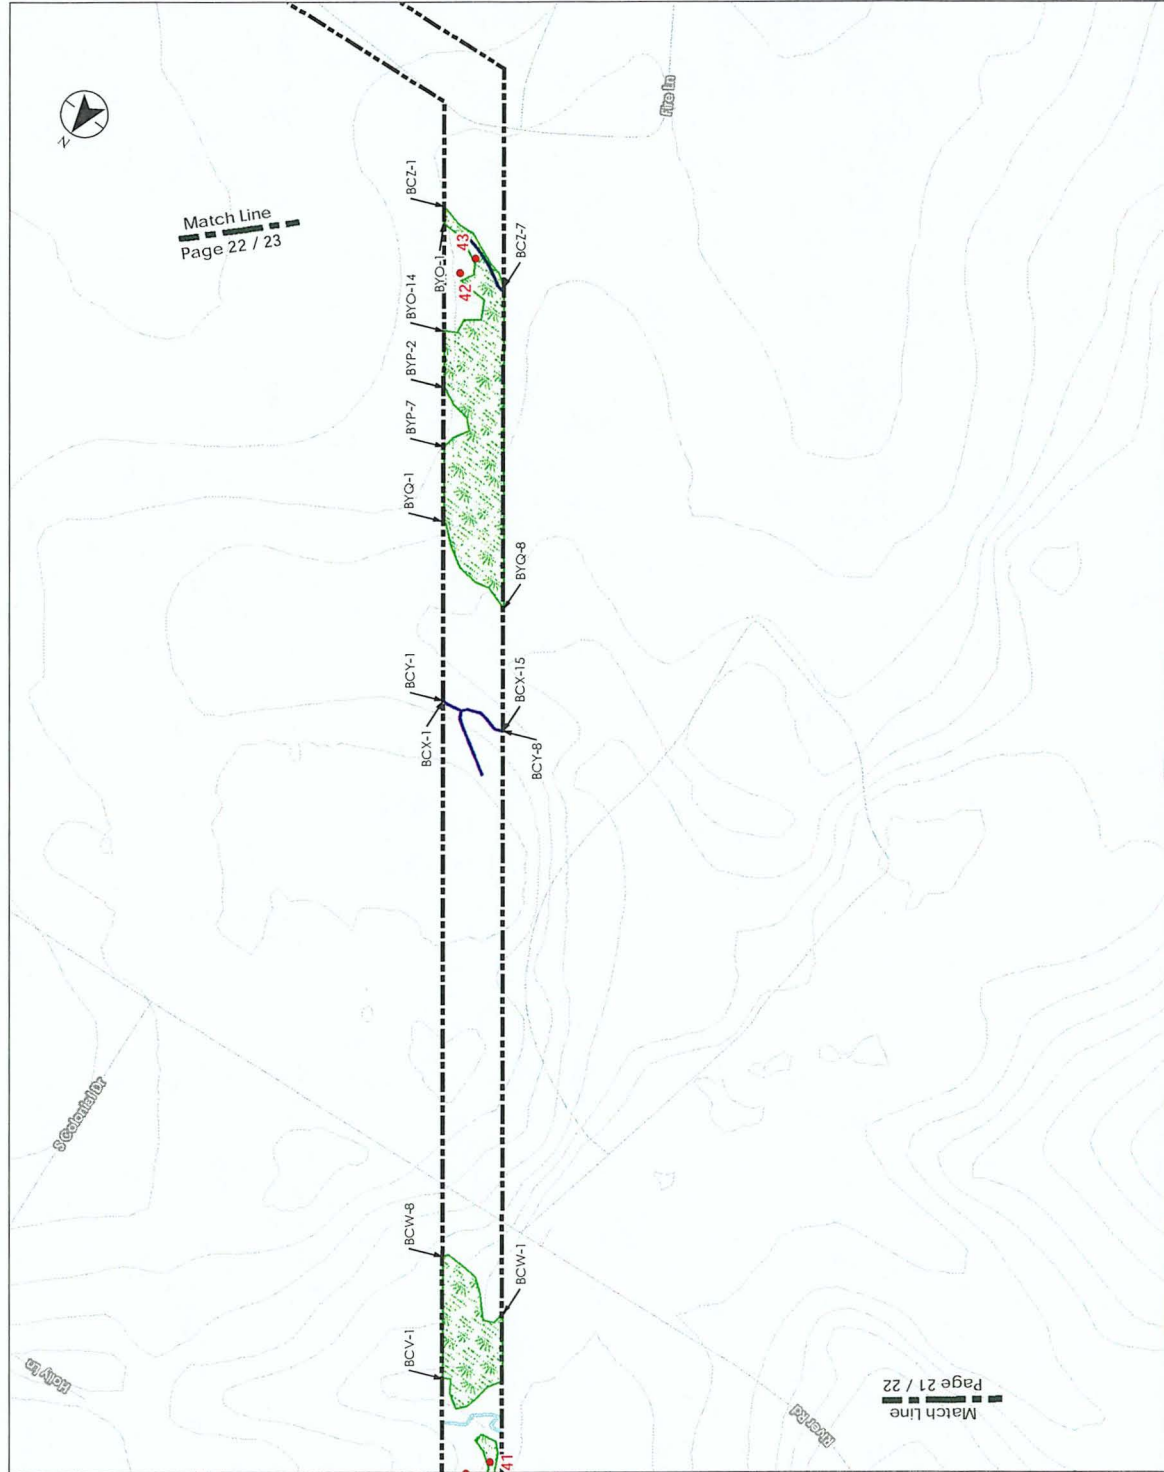 N
Fire Ln
Match Line
Page 22 / 23
BCZ-1
BYO-1
43
42
BCZ-7
BYO-14
BYP-2
BYP-7
BYQ-1
BYQ-8
BCY-1
BCX-1
BCX-15
BCY-8
S Colonial Dr
BCW-8
BCW-1
BCV-1
Holly Ln
River Rd
Match Line
Page 21 / 22
41